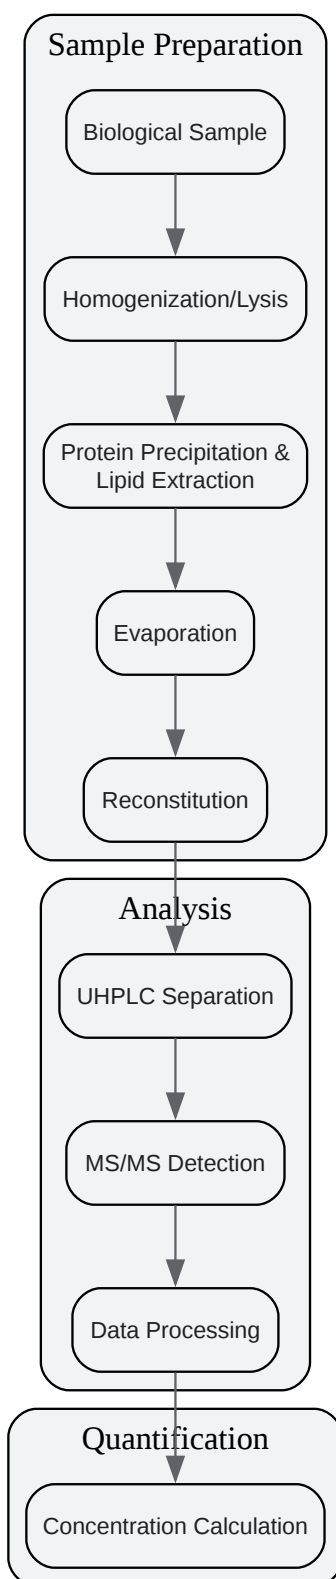 Sample Preparation
Biological Sample
Homogenization/Lysis
Protein Precipitation &
Lipid Extraction
Evaporation
Reconstitution
Analysis
UHPLC Separation
MS/MS Detection
Data Processing
Quantification
Concentration Calculation